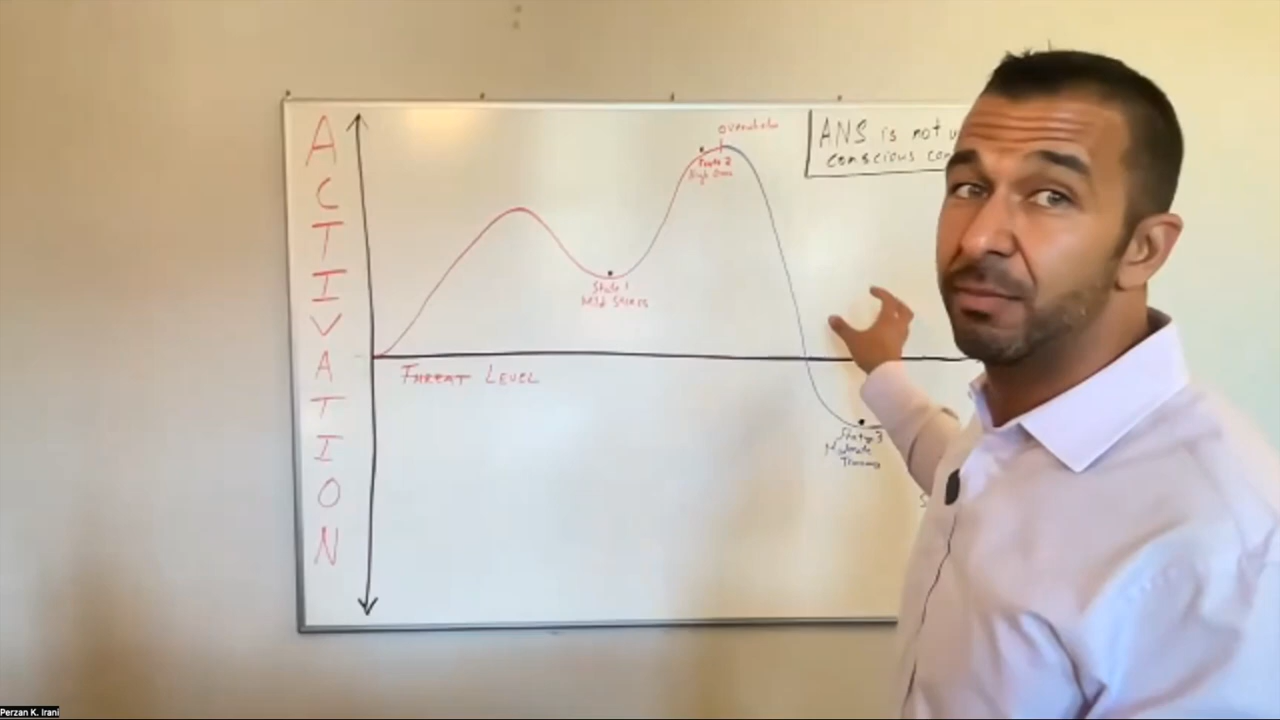 ACTIVATION
overwhelm
State 2
High Stress
ANS is not u
conscious con
State 1
Mild Stress
THREAT LEVEL
State 3
Moderate
Trauma
S
Perzan K. Irani